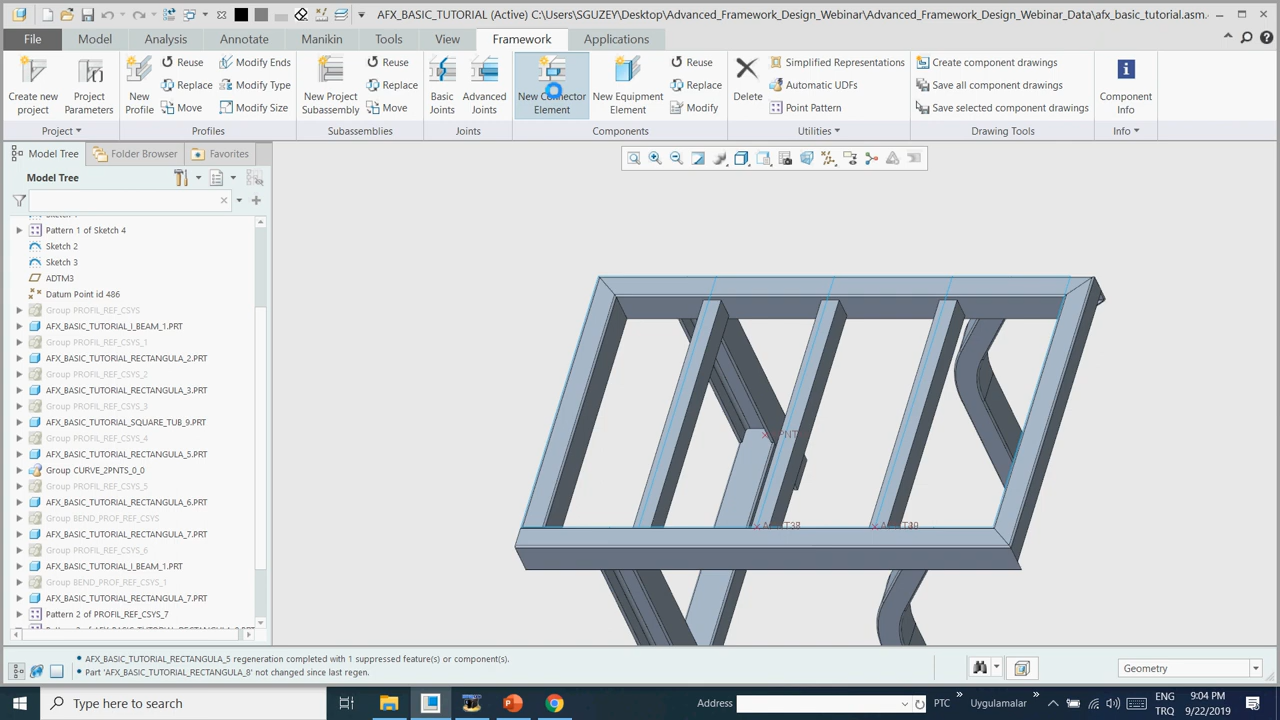 AFX_BASIC_TUTORIAL (Active) C:\Users\SGUZEY\Desktop\Advanced_Framework_Design_Webinar\Advanced_Framework_Design_Webinar_Data\afx_basic_tutorial.asm...
File Model Analysis Annotate Manikin Tools View Framework Applications
Create new project
Project Parameters
Project
New Profile
Reuse
Replace
Move
Modify Ends
Modify Type
Modify Size
Profiles
New Project Subassembly
Reuse
Replace
Move
Subassemblies
Basic Joints
Advanced Joints
Joints
New Connector Element
New Equipment Element
Reuse
Replace
Modify
Components
Delete
Simplified Representations
Automatic UDFs
Point Pattern
Utilities
Create component drawings
Save all component drawings
Save selected component drawings
Drawing Tools
Component Info
Info
Model Tree Folder Browser Favorites
Model Tree
Pattern 1 of Sketch 4
Sketch 2
Sketch 3
ADTM3
Datum Point id 486
Group PROFIL_REF_CSYS
AFX_BASIC_TUTORIAL_I_BEAM_1.PRT
Group PROFIL_REF_CSYS_1
AFX_BASIC_TUTORIAL_RECTANGULA_2.PRT
Group PROFIL_REF_CSYS_2
AFX_BASIC_TUTORIAL_RECTANGULA_3.PRT
Group PROFIL_REF_CSYS_3
AFX_BASIC_TUTORIAL_SQUARE_TUB_9.PRT
Group PROFIL_REF_CSYS_4
AFX_BASIC_TUTORIAL_RECTANGULA_5.PRT
Group CURVE_2PNTS_0_0
Group PROFIL_REF_CSYS_5
AFX_BASIC_TUTORIAL_RECTANGULA_6.PRT
Group BEND_PROF_REF_CSYS
AFX_BASIC_TUTORIAL_RECTANGULA_7.PRT
Group PROFIL_REF_CSYS_6
AFX_BASIC_TUTORIAL_I_BEAM_1.PRT
Group BEND_PROF_REF_CSYS_1
AFX_BASIC_TUTORIAL_RECTANGULA_7.PRT
Pattern 2 of PROFIL_REF_CSYS_7
• AFX_BASIC_TUTORIAL_RECTANGULA_5 regeneration completed with 1 suppressed feature(s) or component(s).
• Part 'AFX_BASIC_TUTORIAL_RECTANGULA_8' not changed since last regen.
Geometry
Type here to search
Address
PTC » Uygulamalar »
ENG
TRQ
9:04 PM
9/22/2019